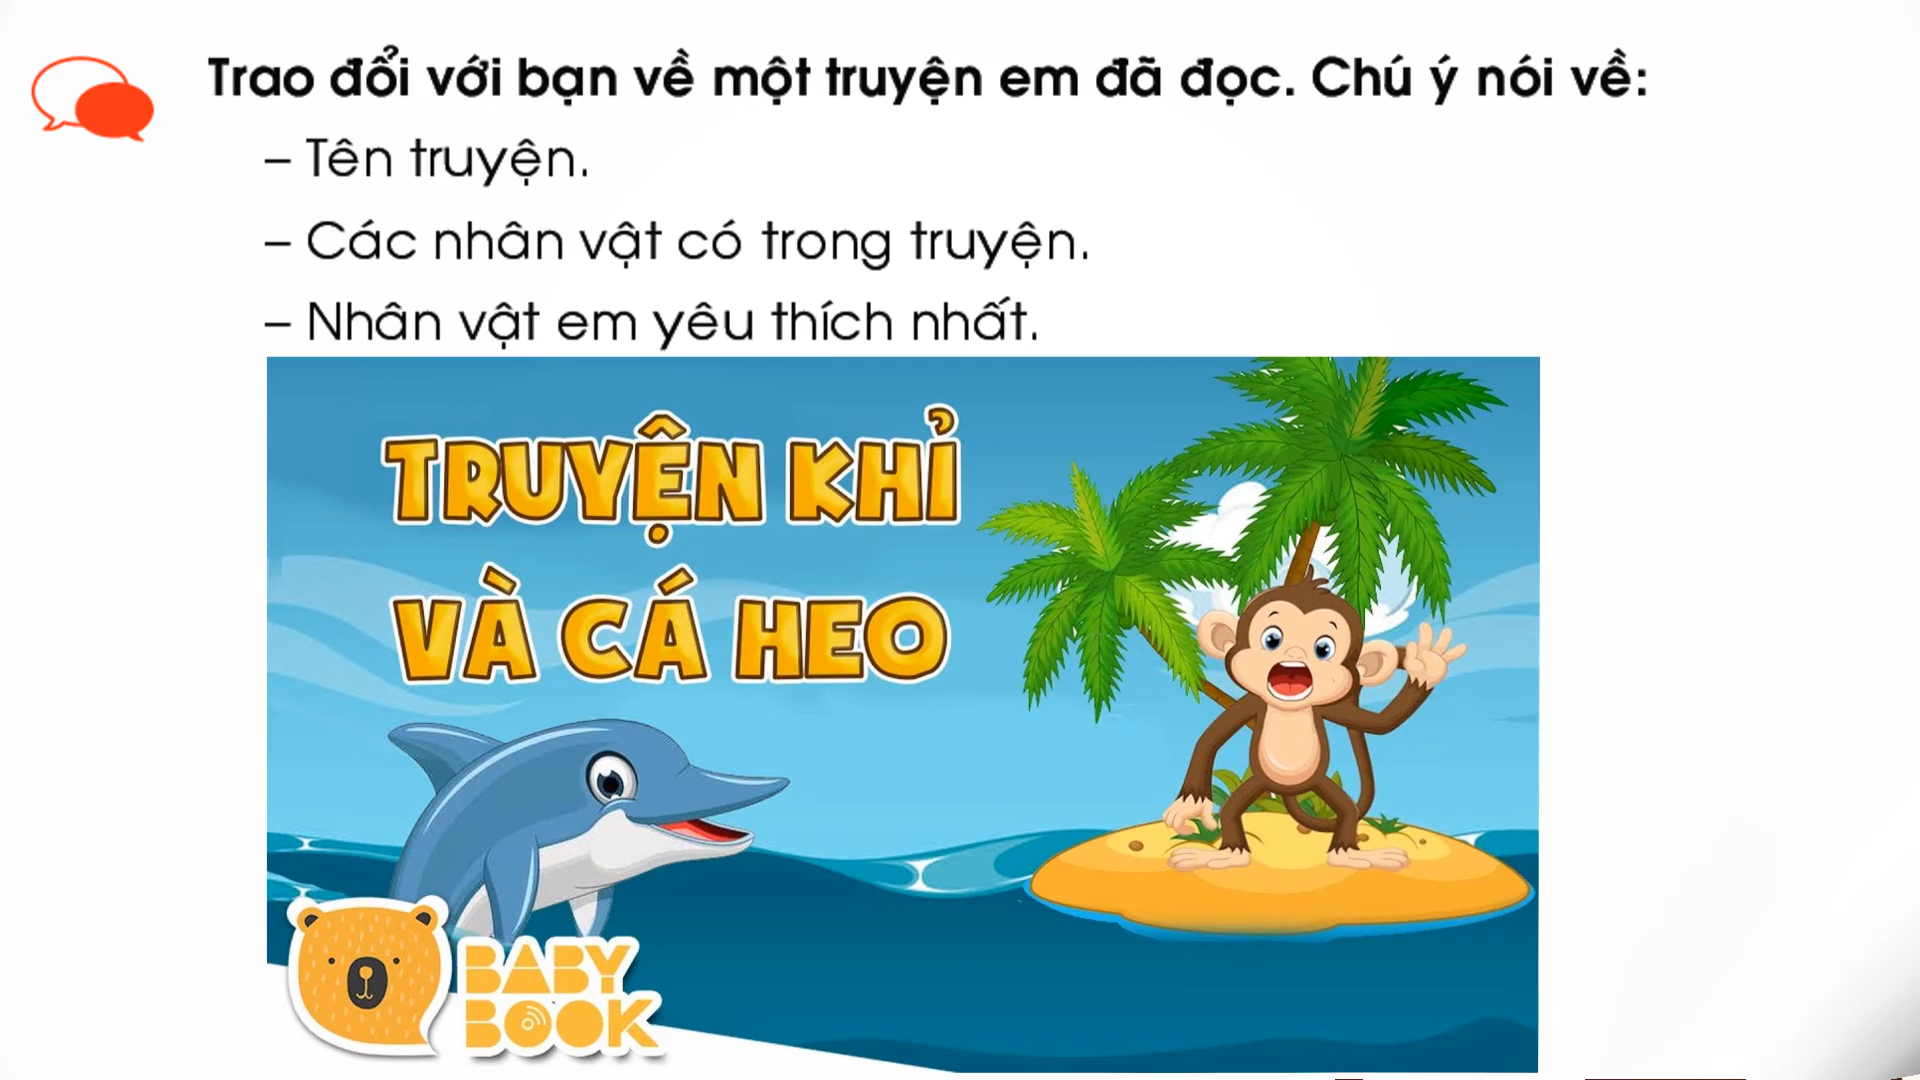 Trao đổi với bạn về một truyện em đã đọc. Chú ý nói về:
– Tên truyện.
– Các nhân vật có trong truyện.
– Nhân vật em yêu thích nhất.
TRUYỆN KHỈ
VÀ CÁ HEO
BABY
BOOK